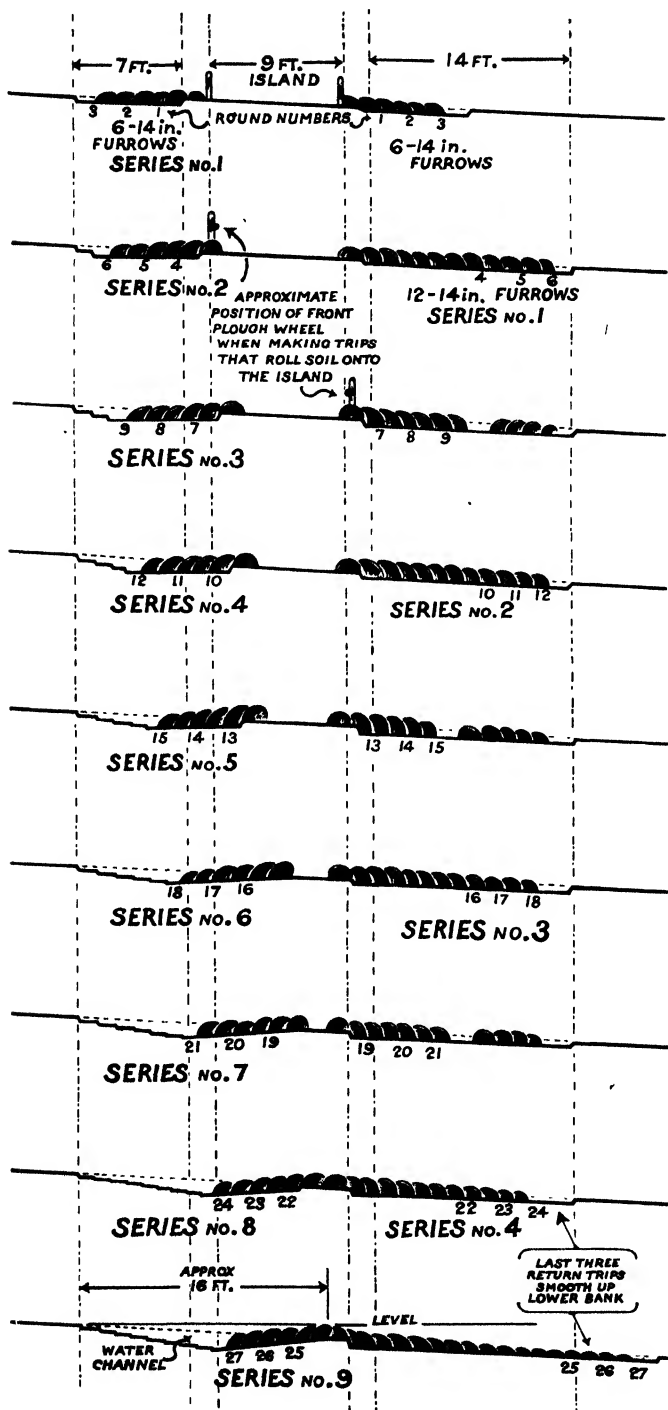 7 FT. 9 FT. 14 FT.
ISLAND
3 2 1 ROUND NUMBERS 1 2 3
6-14 in. 6-14 in.
FURROWS FURROWS
SERIES NO.1
6 5 4 4 5 6
SERIES NO.2 12-14 in. FURROWS
SERIES NO.1
APPROXIMATE
POSITION OF FRONT
PLOUGH WHEEL
WHEN MAKING TRIPS
THAT ROLL SOIL ONTO
THE ISLAND
9 8 7 7 8 9
SERIES NO.3
12 11 10 10 11 12
SERIES NO.4 SERIES NO.2
15 14 13 13 14 15
SERIES NO.5
18 17 16 16 17 18
SERIES NO.6 SERIES NO.3
21 20 19 19 20 21
SERIES NO.7
24 23 22 22 23 24
SERIES NO.8 SERIES NO.4
LAST THREE
RETURN TRIPS
SMOOTH UP
LOWER BANK
APPROX
16 FT.
LEVEL
WATER
CHANNEL
27 26 25 25 26 27
SERIES NO.9